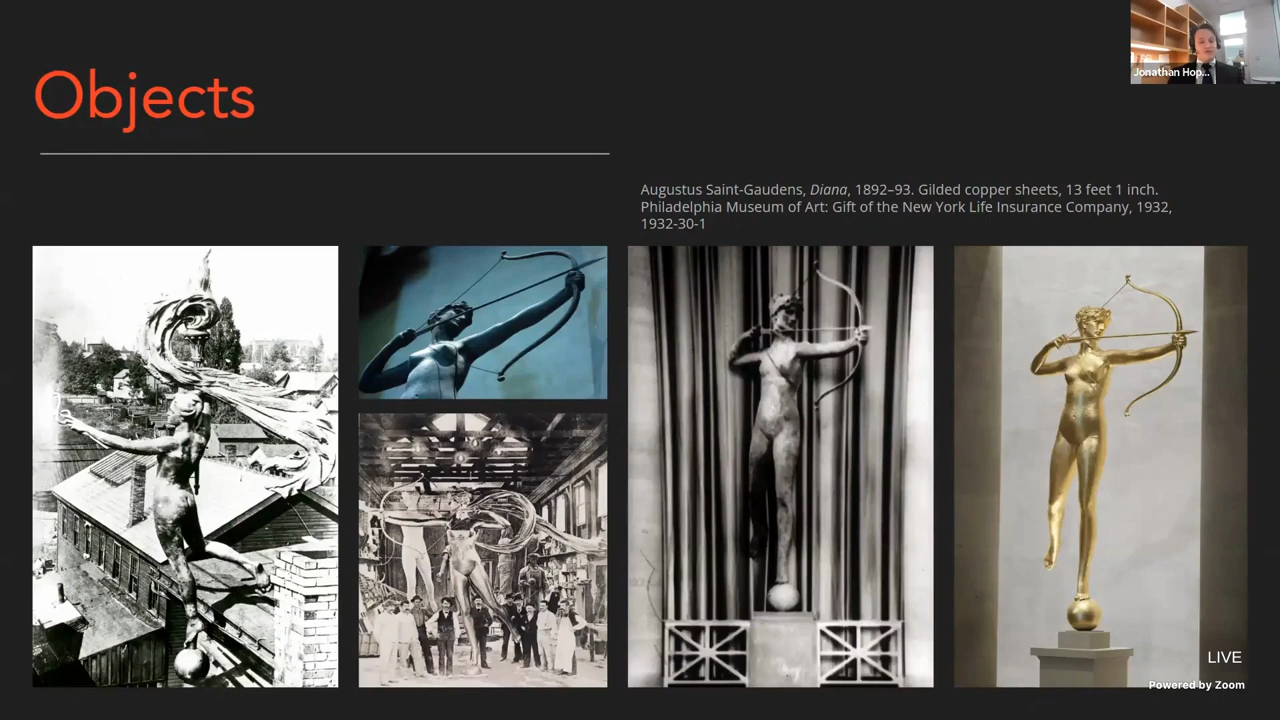 Objects
Jonathan Hop...
Augustus Saint-Gaudens, Diana, 1892–93. Gilded copper sheets, 13 feet 1 inch.
Philadelphia Museum of Art: Gift of the New York Life Insurance Company, 1932,
1932-30-1
LIVE
Powered by Zoom